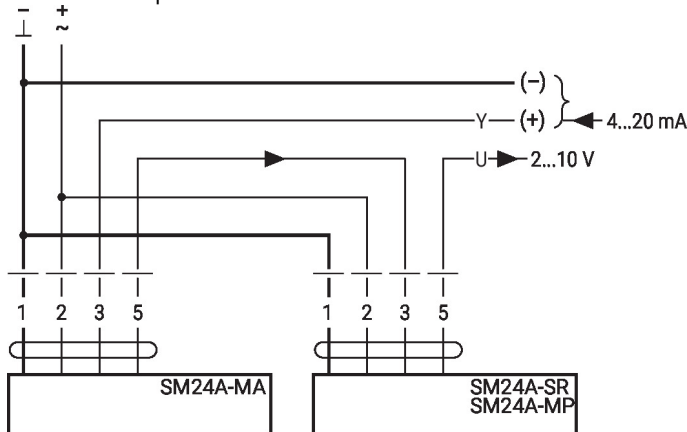 − +
⊥ ~
(−)
Y (+) 4...20 mA
U 2...10 V
1 2 3 5 1 2 3 5
SM24A-MA SM24A-SR
SM24A-MP